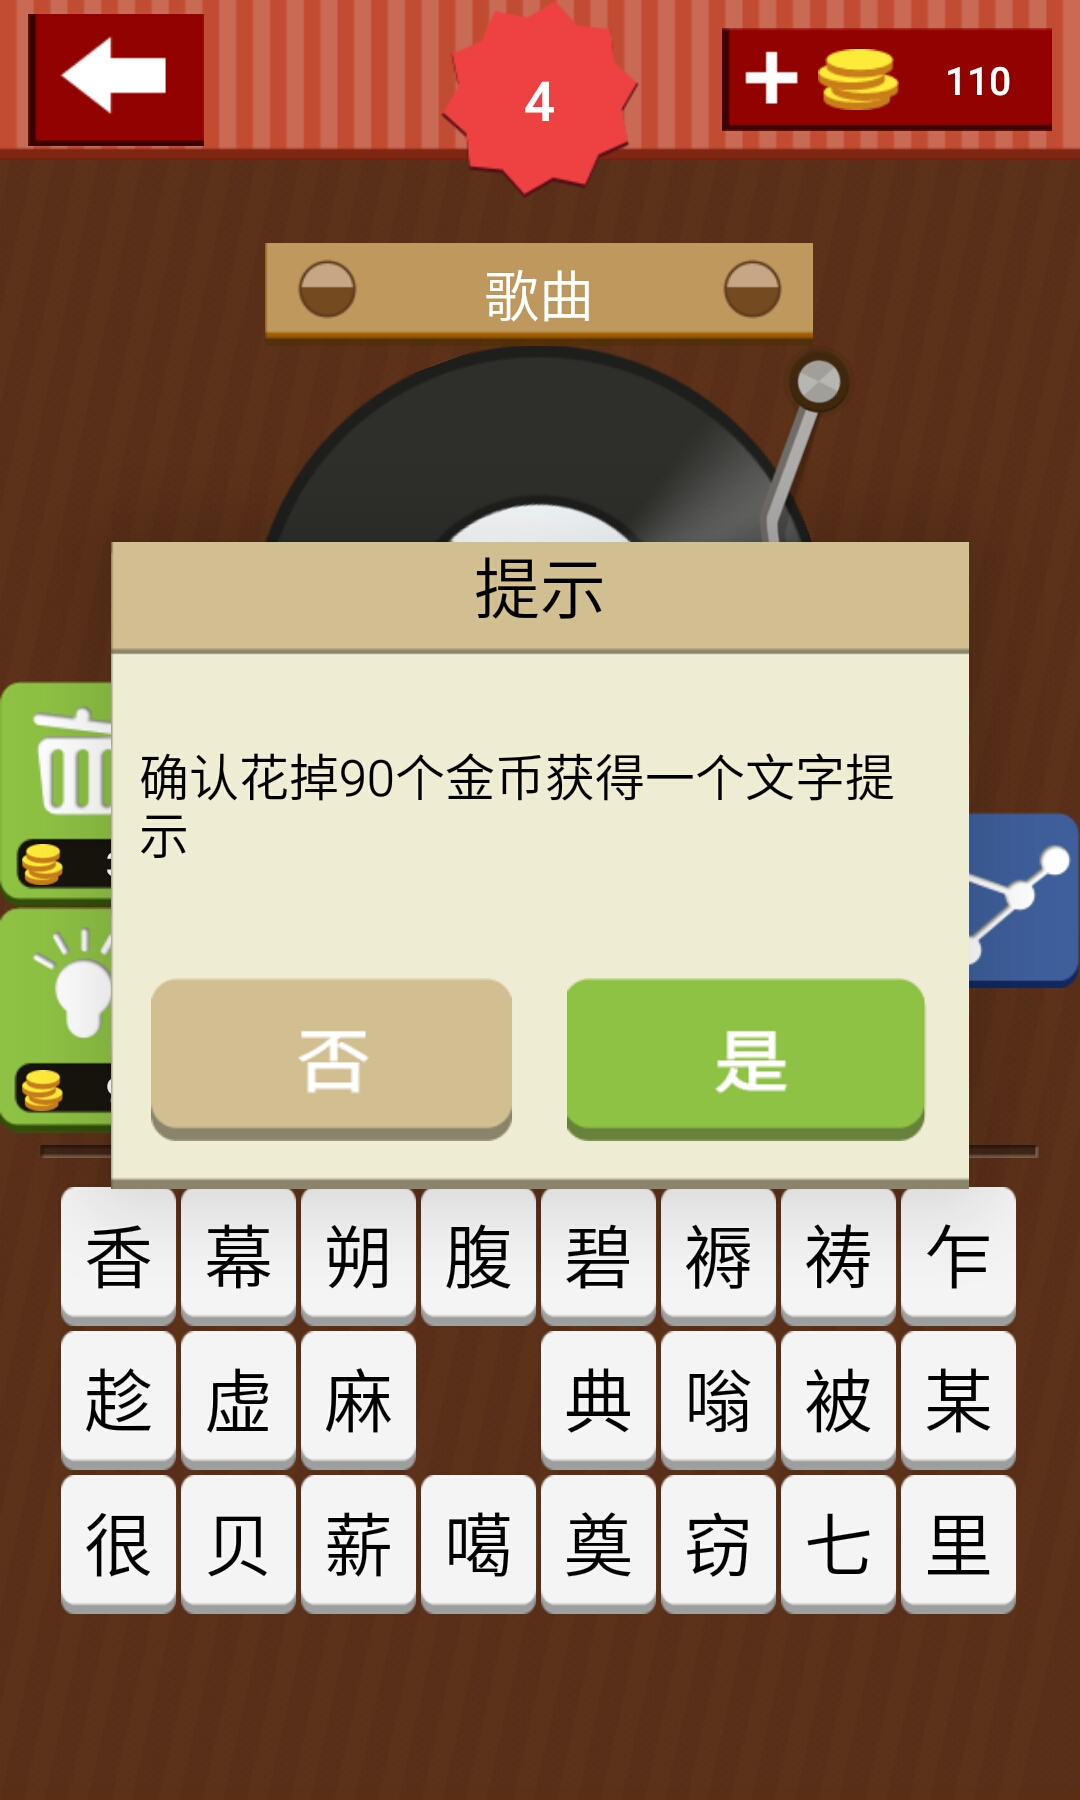 4
110
歌曲
提示
确认花掉90个金币获得一个文字提
示
否
是
香 幕 朔 腹 碧 褥 祷 乍
趁 虚 麻 典 嗡 被 某
很 贝 薪 噶 奠 窃 七 里